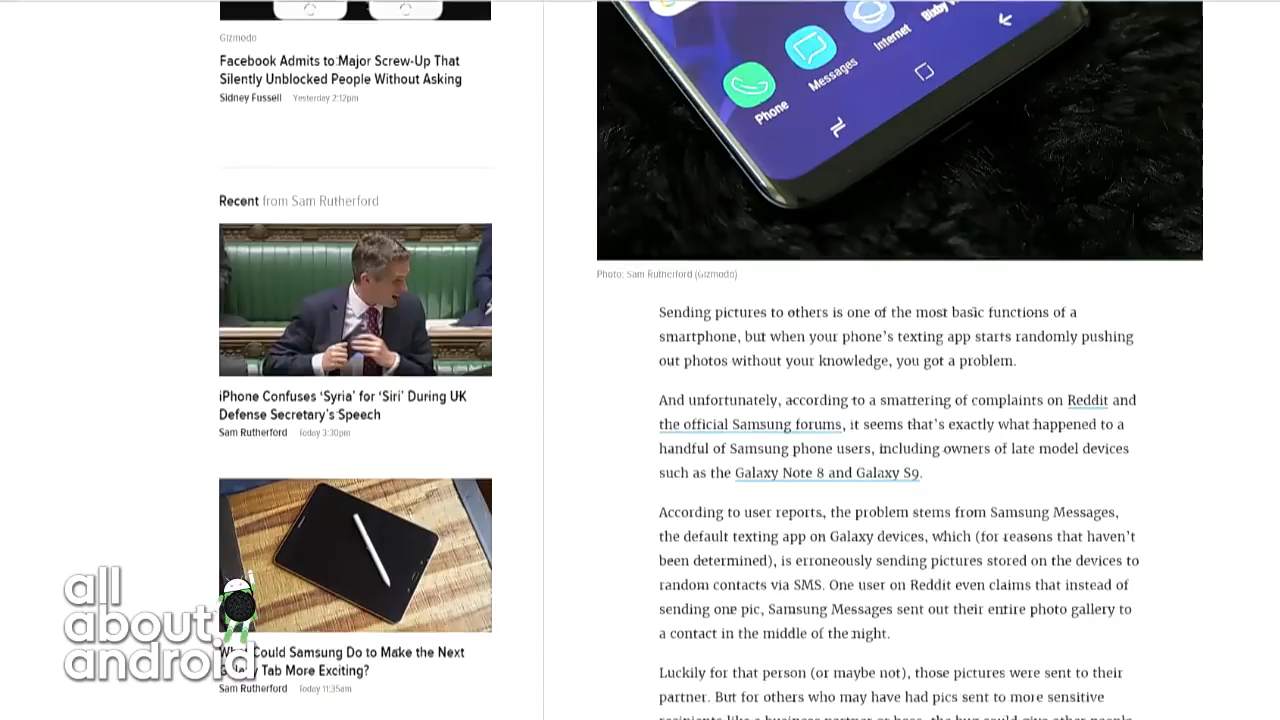 Gizmodo
Facebook Admits to Major Screw-Up That
Silently Unblocked People Without Asking
Sidney Fussell Yesterday 2:12pm
Recent from Sam Rutherford
iPhone Confuses ‘Syria’ for ‘Siri’ During UK
Defense Secretary’s Speech
Sam Rutherford Today 3:30pm
Could Samsung Do to Make the Next
Tab More Exciting?
Sam Rutherford Today 11:35am
all
about
android
Phone
Messages
Internet
Bixby
Photo: Sam Rutherford (Gizmodo)
Sending pictures to others is one of the most basic functions of a
smartphone, but when your phone’s texting app starts randomly pushing
out photos without your knowledge, you got a problem.
And unfortunately, according to a smattering of complaints on Reddit and
the official Samsung forums, it seems that’s exactly what happened to a
handful of Samsung phone users, including owners of late model devices
such as the Galaxy Note 8 and Galaxy S9.
According to user reports, the problem stems from Samsung Messages,
the default texting app on Galaxy devices, which (for reasons that haven’t
been determined), is erroneously sending pictures stored on the devices to
random contacts via SMS. One user on Reddit even claims that instead of
sending one pic, Samsung Messages sent out their entire photo gallery to
a contact in the middle of the night.
Luckily for that person (or maybe not), those pictures were sent to their
partner. But for others who may have had pics sent to more sensitive